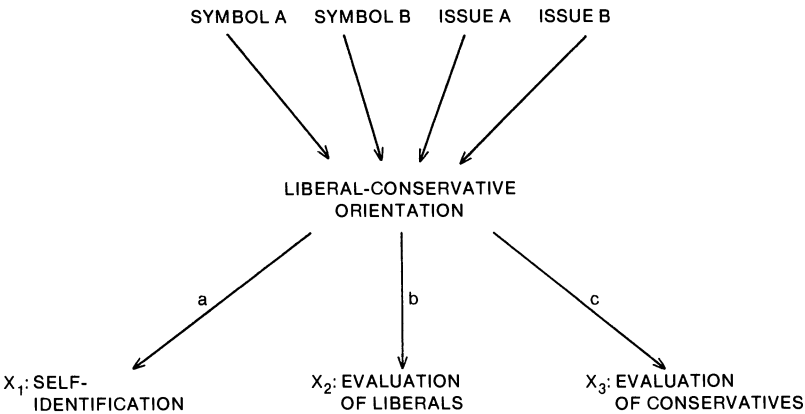 SYMBOL A SYMBOL B ISSUE A ISSUE B
LIBERAL-CONSERVATIVE
ORIENTATION
a b c
X1: SELF-
IDENTIFICATION
X2: EVALUATION
OF LIBERALS
X3: EVALUATION
OF CONSERVATIVES